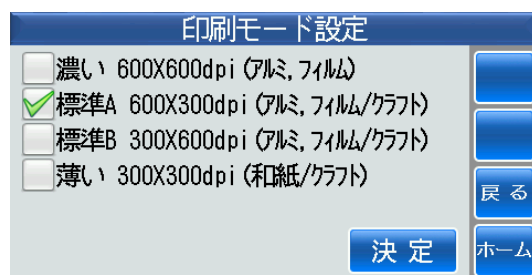 印刷モード設定
濃い 600X600dpi(アルミ,フィルム)
標準A 600X300dpi(アルミ,フィルム/クラフト)
標準B 300X600dpi(アルミ,フィルム/クラフト)
薄い 300X300dpi(和紙/クラフト)
戻る
決定
ホーム